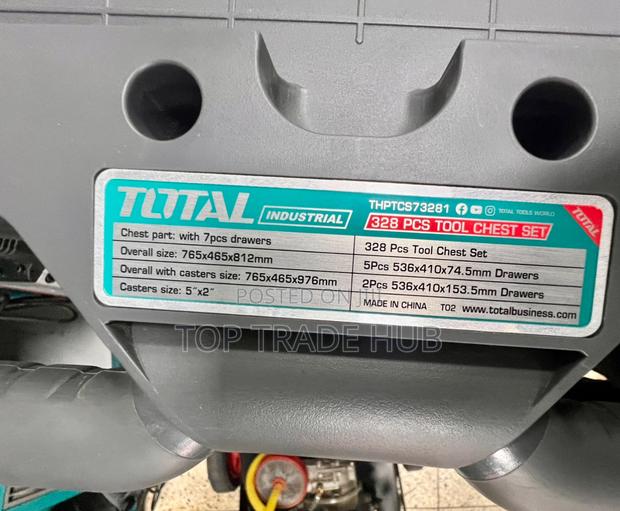 TOTAL INDUSTRIAL
THPTCS73281 TOTAL TOOLS WORLD
328 PCS TOOL CHEST SET
TOTAL
Chest part: with 7pcs drawers
Overall size: 765x465x812mm
Overall with casters size: 765x465x976mm
Casters size: 5"x2"
328 Pcs Tool Chest Set
5Pcs 536x410x74.5mm Drawers
2Pcs 536x410x153.5mm Drawers
MADE IN CHINA T02 www.totalbusiness.com
POSTED ON JIJI
TOP TRADE HUB